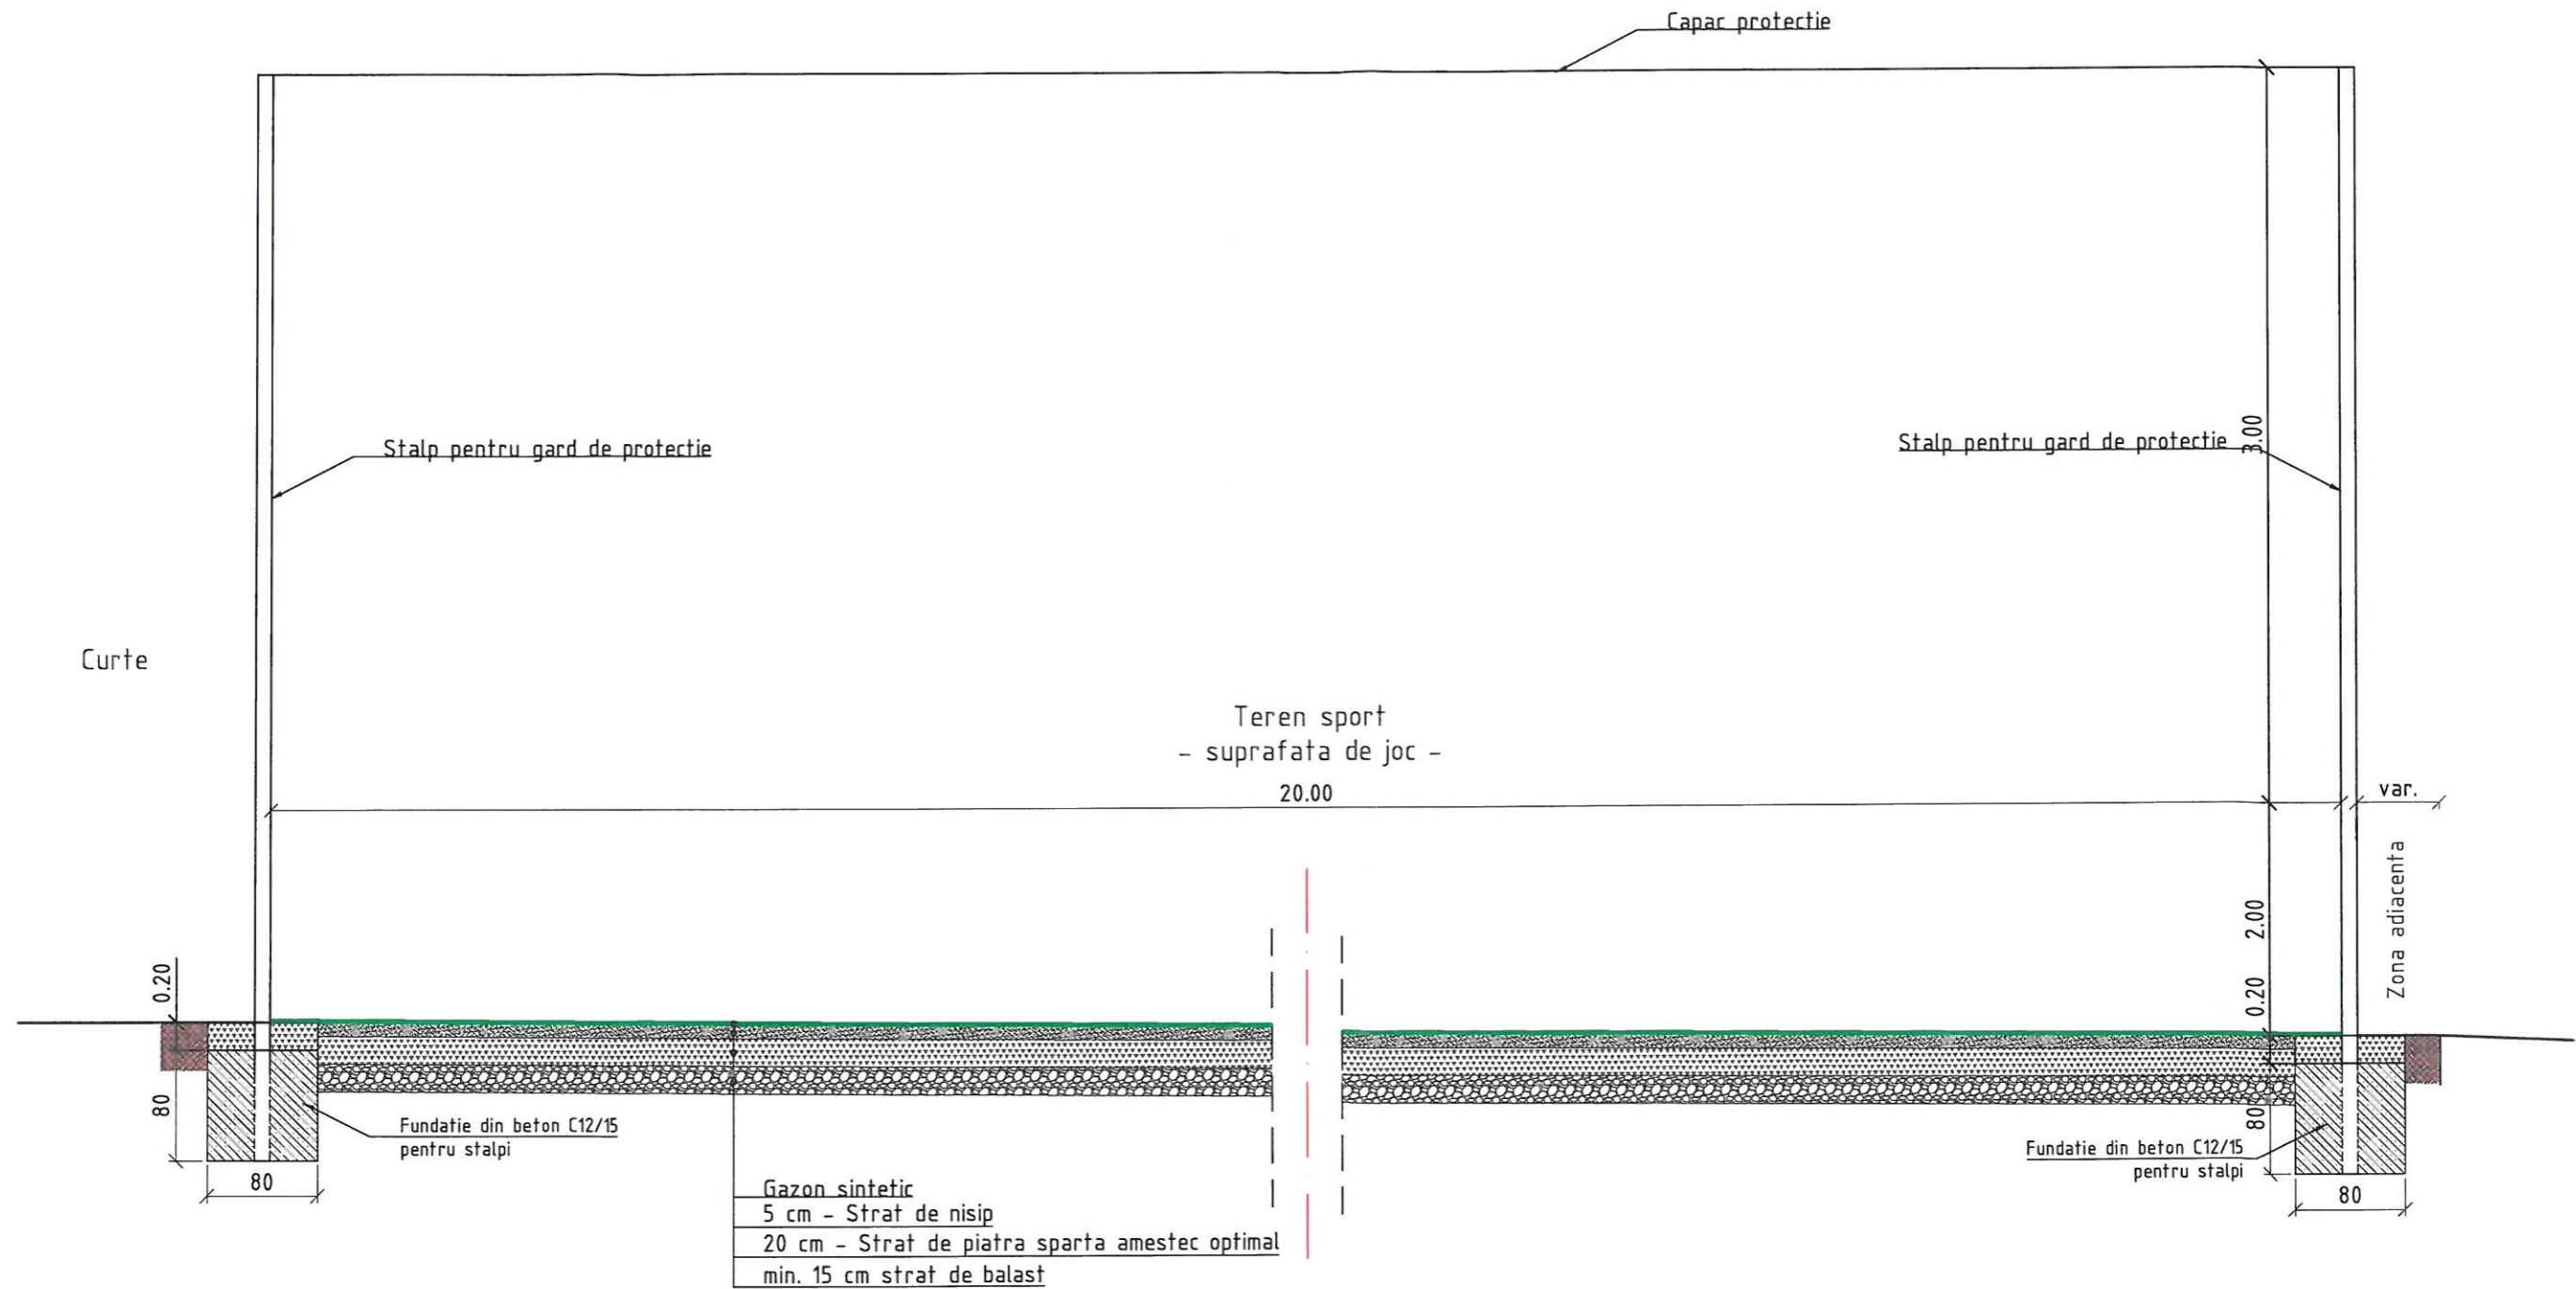 Capac protectie
Stalp pentru gard de protectie
Stalp pentru gard de protectie
3.00
Curte
Teren sport
- suprafata de joc -
20.00
var.
Zona adiacenta
2.00
0.20
0.20
80
80
Fundatie din beton C12/15
pentru stalpi
Fundatie din beton C12/15
pentru stalpi
80
80
Gazon sintetic
5 cm - Strat de nisip
20 cm - Strat de piatra sparta amestec optimal
min. 15 cm strat de balast